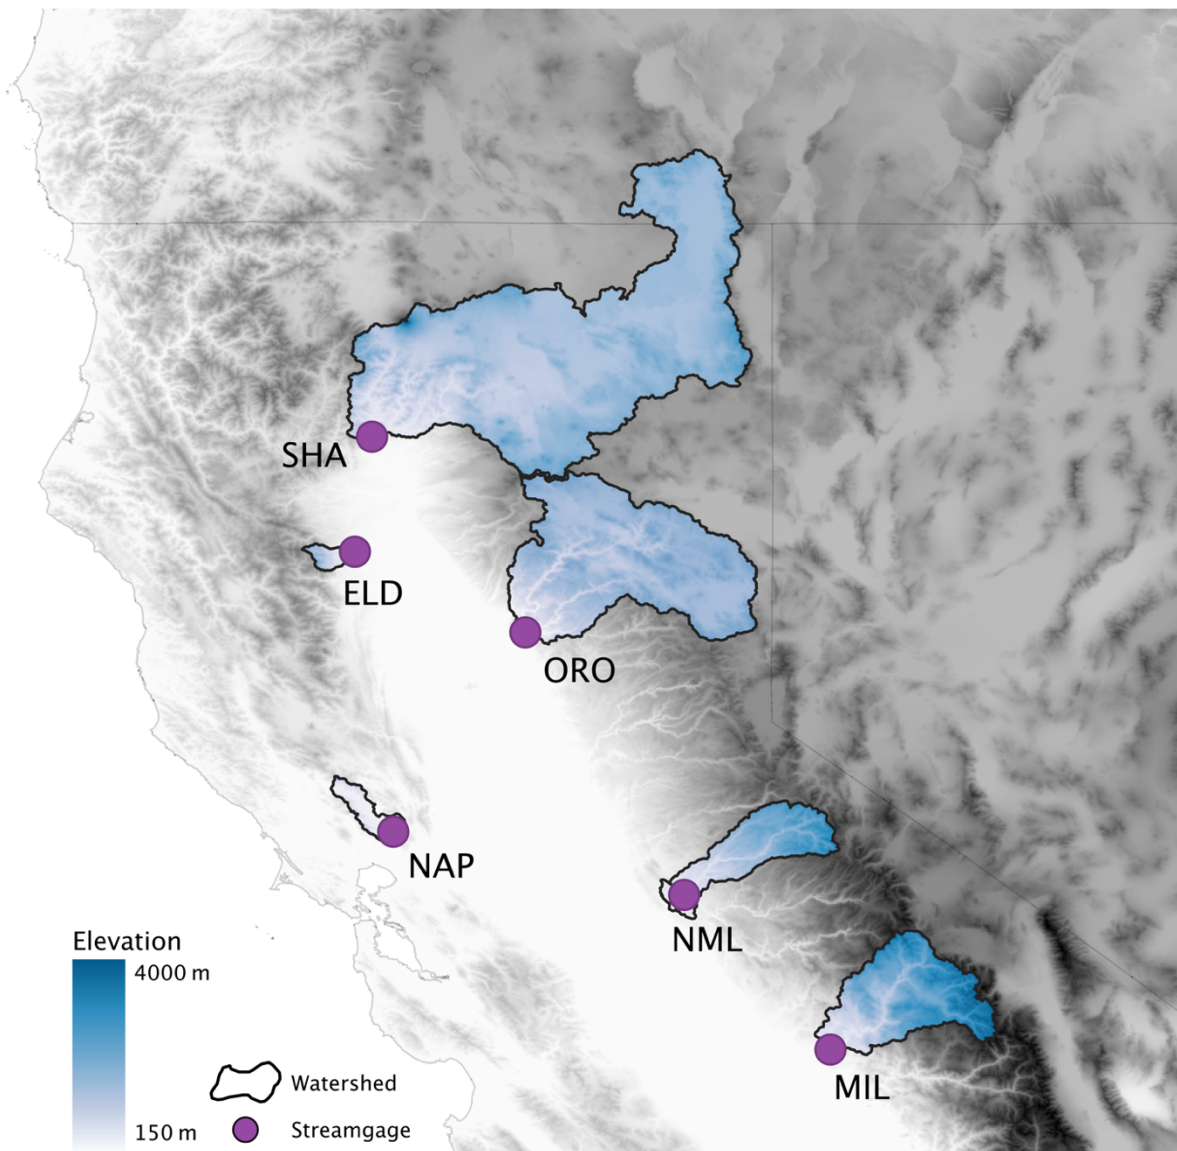 SHA
ELD
ORO
NAP
NML
Elevation
4000 m
MIL
Watershed
150 m
Streamgage